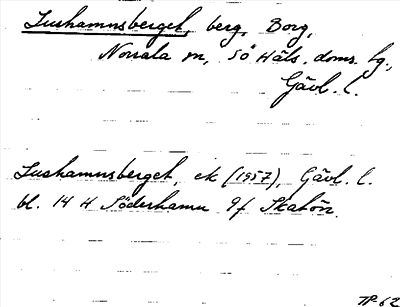 Lushamnsberget, berg, Borg,
Norrala sn, SÖ Häls. doms. lg.,
Gävl. l.
Lushamnsberget, ek (1957), Gävl. l.
bl. 14 H Söderhamn 9f Skatön.
TP 62